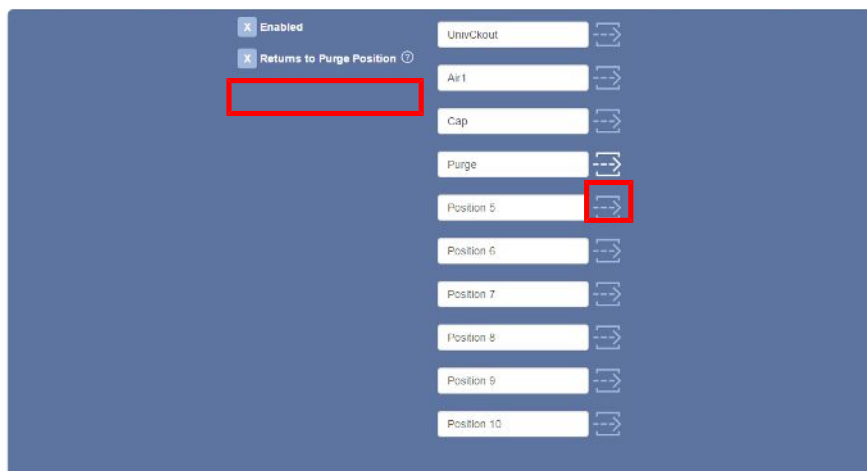 X Enabled
X Returns to Purge Position ?
UnivCkout
Air1
Cap
Purge
Position 5
Position 6
Position 7
Position 8
Position 9
Position 10